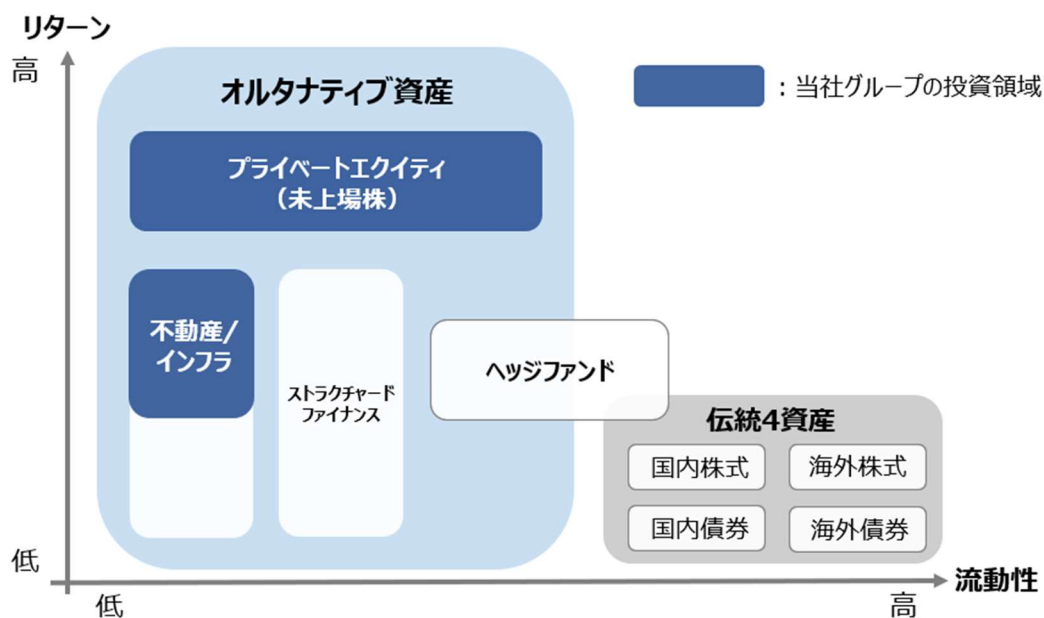 リターン
高
オルタナティブ資産
:当社グループの投資領域
プライベートエクイティ
(未上場株)
不動産/
インフラ
ストラクチャード
ファイナンス
ヘッジファンド
伝統4資産
国内株式
海外株式
国内債券
海外債券
低
流動性
低
高